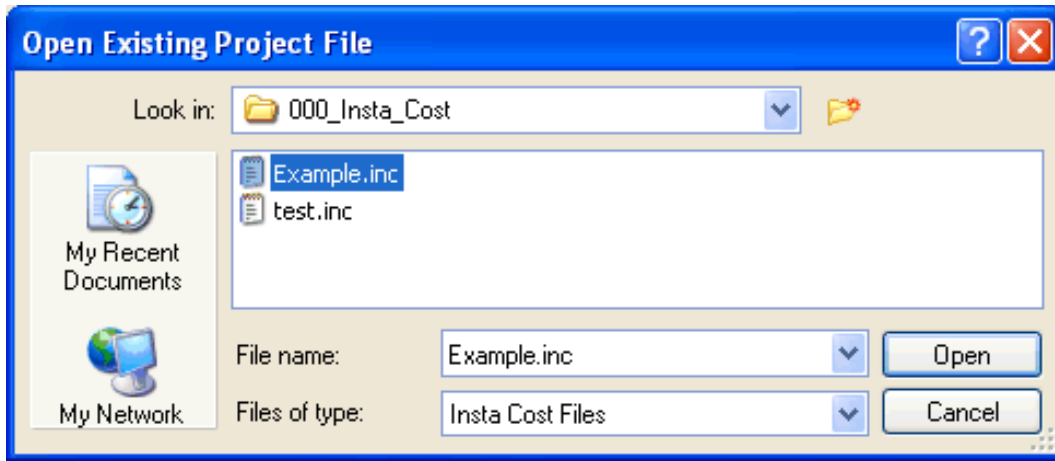 Open Existing Project File
Look in: 000_Insta_Cost
Example.inc
test.inc
My Recent
Documents
My Network
File name: Example.inc Open
Files of type: Insta Cost Files Cancel